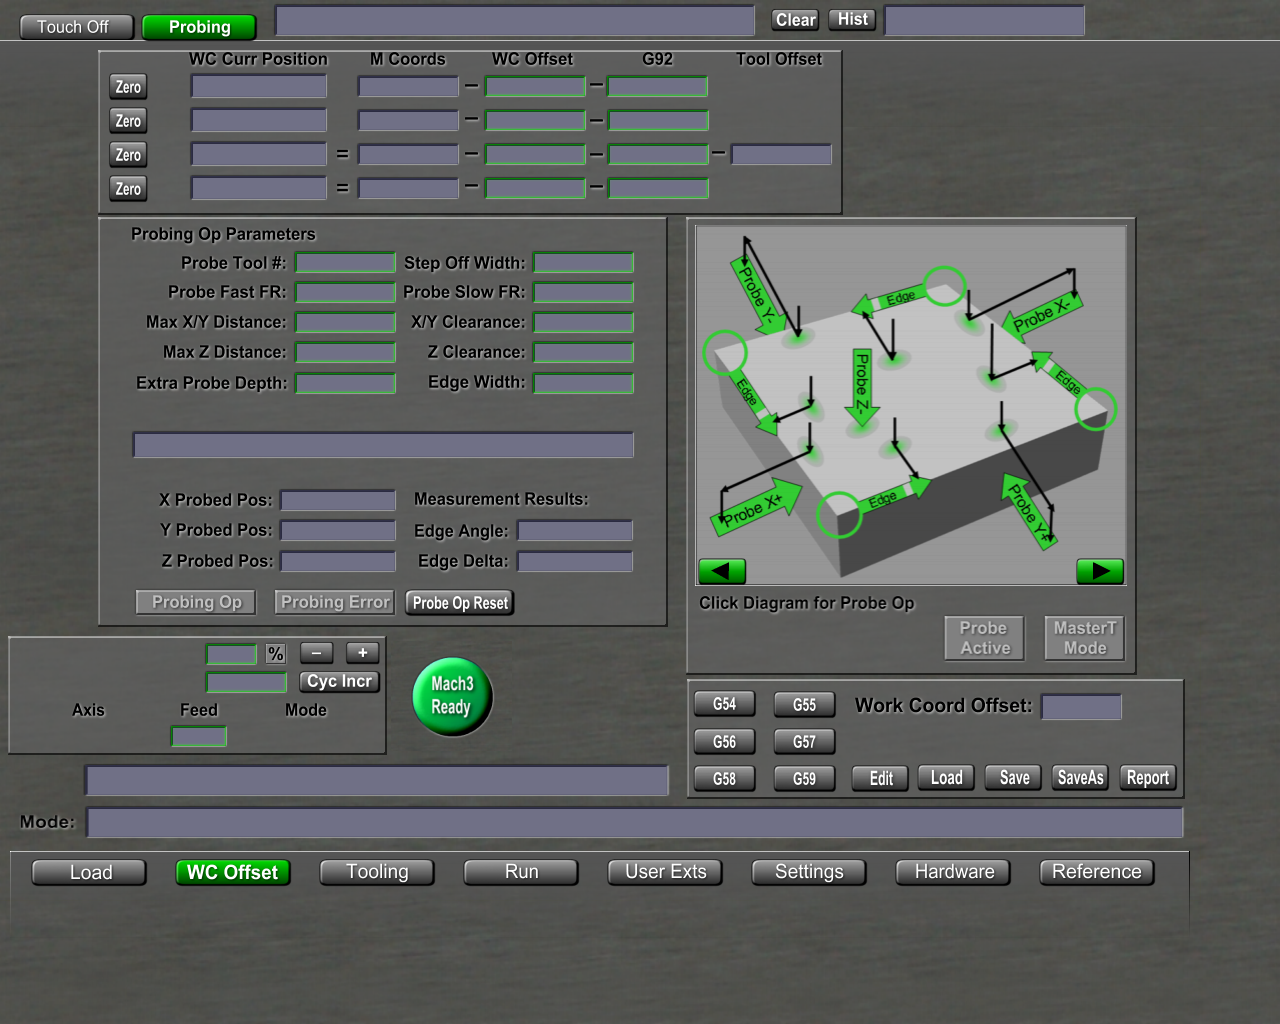 Touch Off Probing Clear Hist
WC Curr Position M Coords WC Offset G92 Tool Offset
Zero – –
Zero – –
Zero = – – –
Zero = – –
Probing Op Parameters
Probe Tool #: Step Off Width:
Probe Fast FR: Probe Slow FR:
Max X/Y Distance: X/Y Clearance:
Max Z Distance: Z Clearance:
Extra Probe Depth: Edge Width:
X Probed Pos: Measurement Results:
Y Probed Pos: Edge Angle:
Z Probed Pos: Edge Delta:
Probing Op Probing Error Probe Op Reset
Probe Y-
Edge
Probe X-
Edge
Probe Z-
Edge
Probe X+
Edge
Probe Y+
Click Diagram for Probe Op
Probe
Active
MasterT
Mode
% – +
Cyc Incr
Axis Feed Mode
Mach3
Ready
G54 G55 Work Coord Offset:
G56 G57
G58 G59 Edit Load Save SaveAs Report
Mode:
Load WC Offset Tooling Run User Exts Settings Hardware Reference